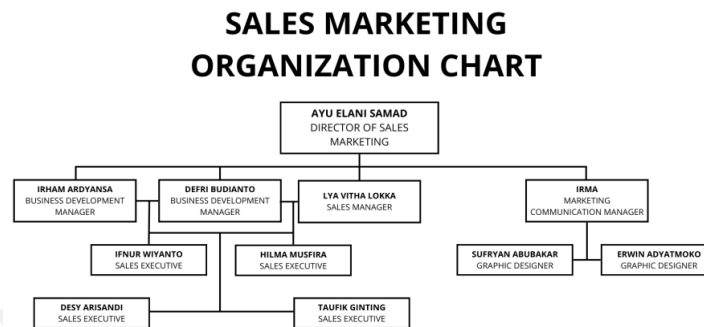 SALES MARKETING
ORGANIZATION CHART
AYU ELANI SAMAD
DIRECTOR OF SALES
MARKETING
IRHAM ARDYANSA
BUSINESS DEVELOPMENT
MANAGER
DEFRI BUDIANTO
BUSINESS DEVELOPMENT
MANAGER
LYA VITHA LOKKA
SALES MANAGER
IRMA
MARKETING
COMMUNICATION MANAGER
IFNUR WIYANTO
SALES EXECUTIVE
HILMA MUSFIRA
SALES EXECUTIVE
SUFRYAN ABUBAKAR
GRAPHIC DESIGNER
ERWIN ADYATMOKO
GRAPHIC DESIGNER
DESY ARISANDI
SALES EXECUTIVE
TAUFIK GINTING
SALES EXECUTIVE